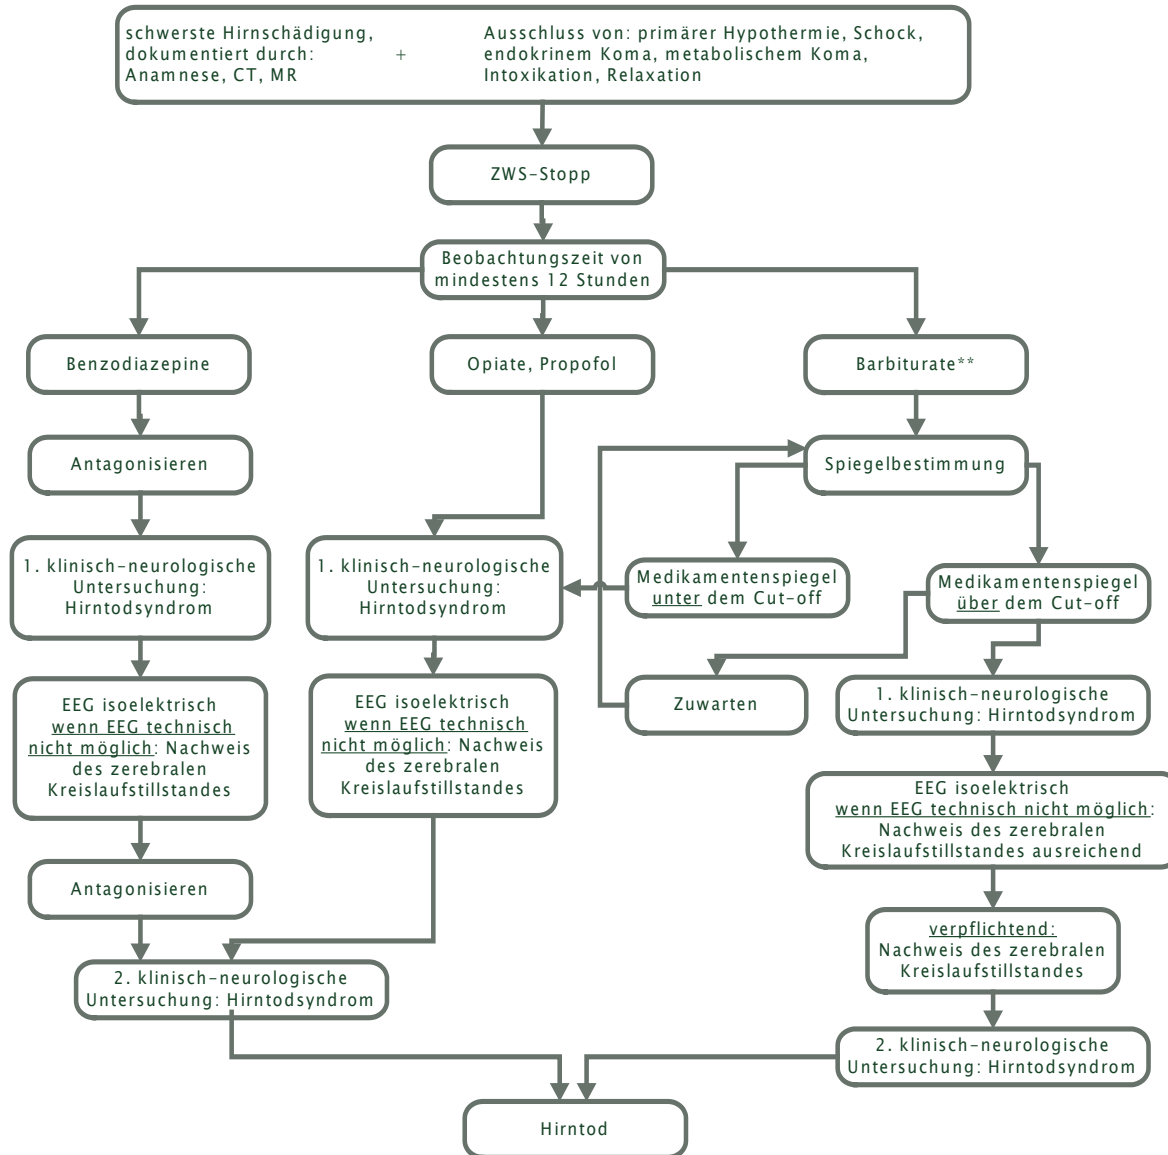 schwerste Hirnschädigung,
dokumentiert durch:
Anamnese, CT, MR
+
Ausschluss von: primärer Hypothermie, Schock,
endokrinem Koma, metabolischem Koma,
Intoxikation, Relaxation
ZWS-Stopp
Beobachtungszeit von
mindestens 12 Stunden
Benzodiazepine
Opiate, Propofol
Barbiturate**
Antagonisieren
Spiegelbestimmung
1. klinisch-neurologische
Untersuchung:
Hirntodsyndrom
1. klinisch-neurologische
Untersuchung:
Hirntodsyndrom
Medikamentenspiegel
unter dem Cut-off
Medikamentenspiegel
über dem Cut-off
EEG isoelektrisch
wenn EEG technisch
nicht möglich: Nachweis
des zerebralen
Kreislaufstillstandes
EEG isoelektrisch
wenn EEG technisch
nicht möglich: Nachweis
des zerebralen
Kreislaufstillstandes
Zuwarten
1. klinisch-neurologische
Untersuchung: Hirntodsyndrom
EEG isoelektrisch
wenn EEG technisch nicht möglich:
Nachweis des zerebralen
Kreislaufstillstandes ausreichend
Antagonisieren
verpflichtend:
Nachweis des zerebralen
Kreislaufstillstandes
2. klinisch-neurologische
Untersuchung: Hirntodsyndrom
2. klinisch-neurologische
Untersuchung: Hirntodsyndrom
Hirntod